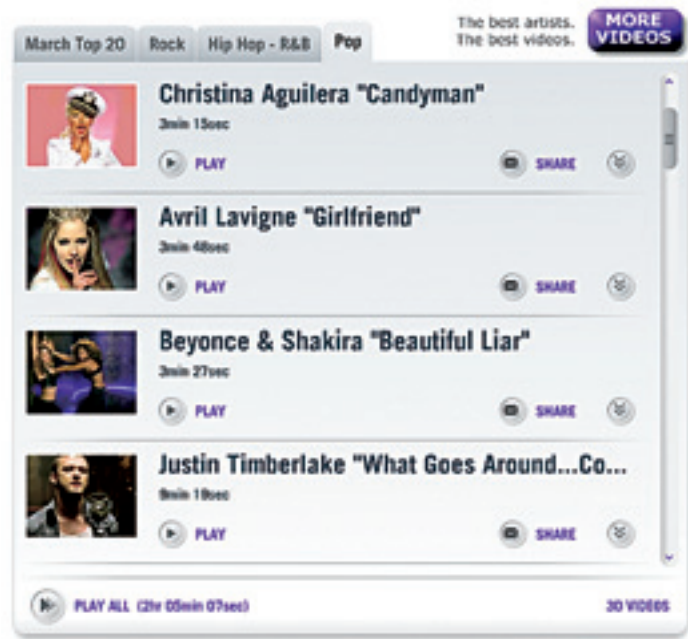 The best artists.
The best videos.
MORE
VIDEOS
March Top 20
Rock
Hip Hop - R&B
Pop
Christina Aguilera "Candyman"
3min 15sec
PLAY
SHARE
Avril Lavigne "Girlfriend"
3min 48sec
PLAY
SHARE
Beyonce & Shakira "Beautiful Liar"
3min 27sec
PLAY
SHARE
Justin Timberlake "What Goes Around...Co...
9min 19sec
PLAY
SHARE
PLAY ALL (2hr 05min 07sec)
30 VIDEOS